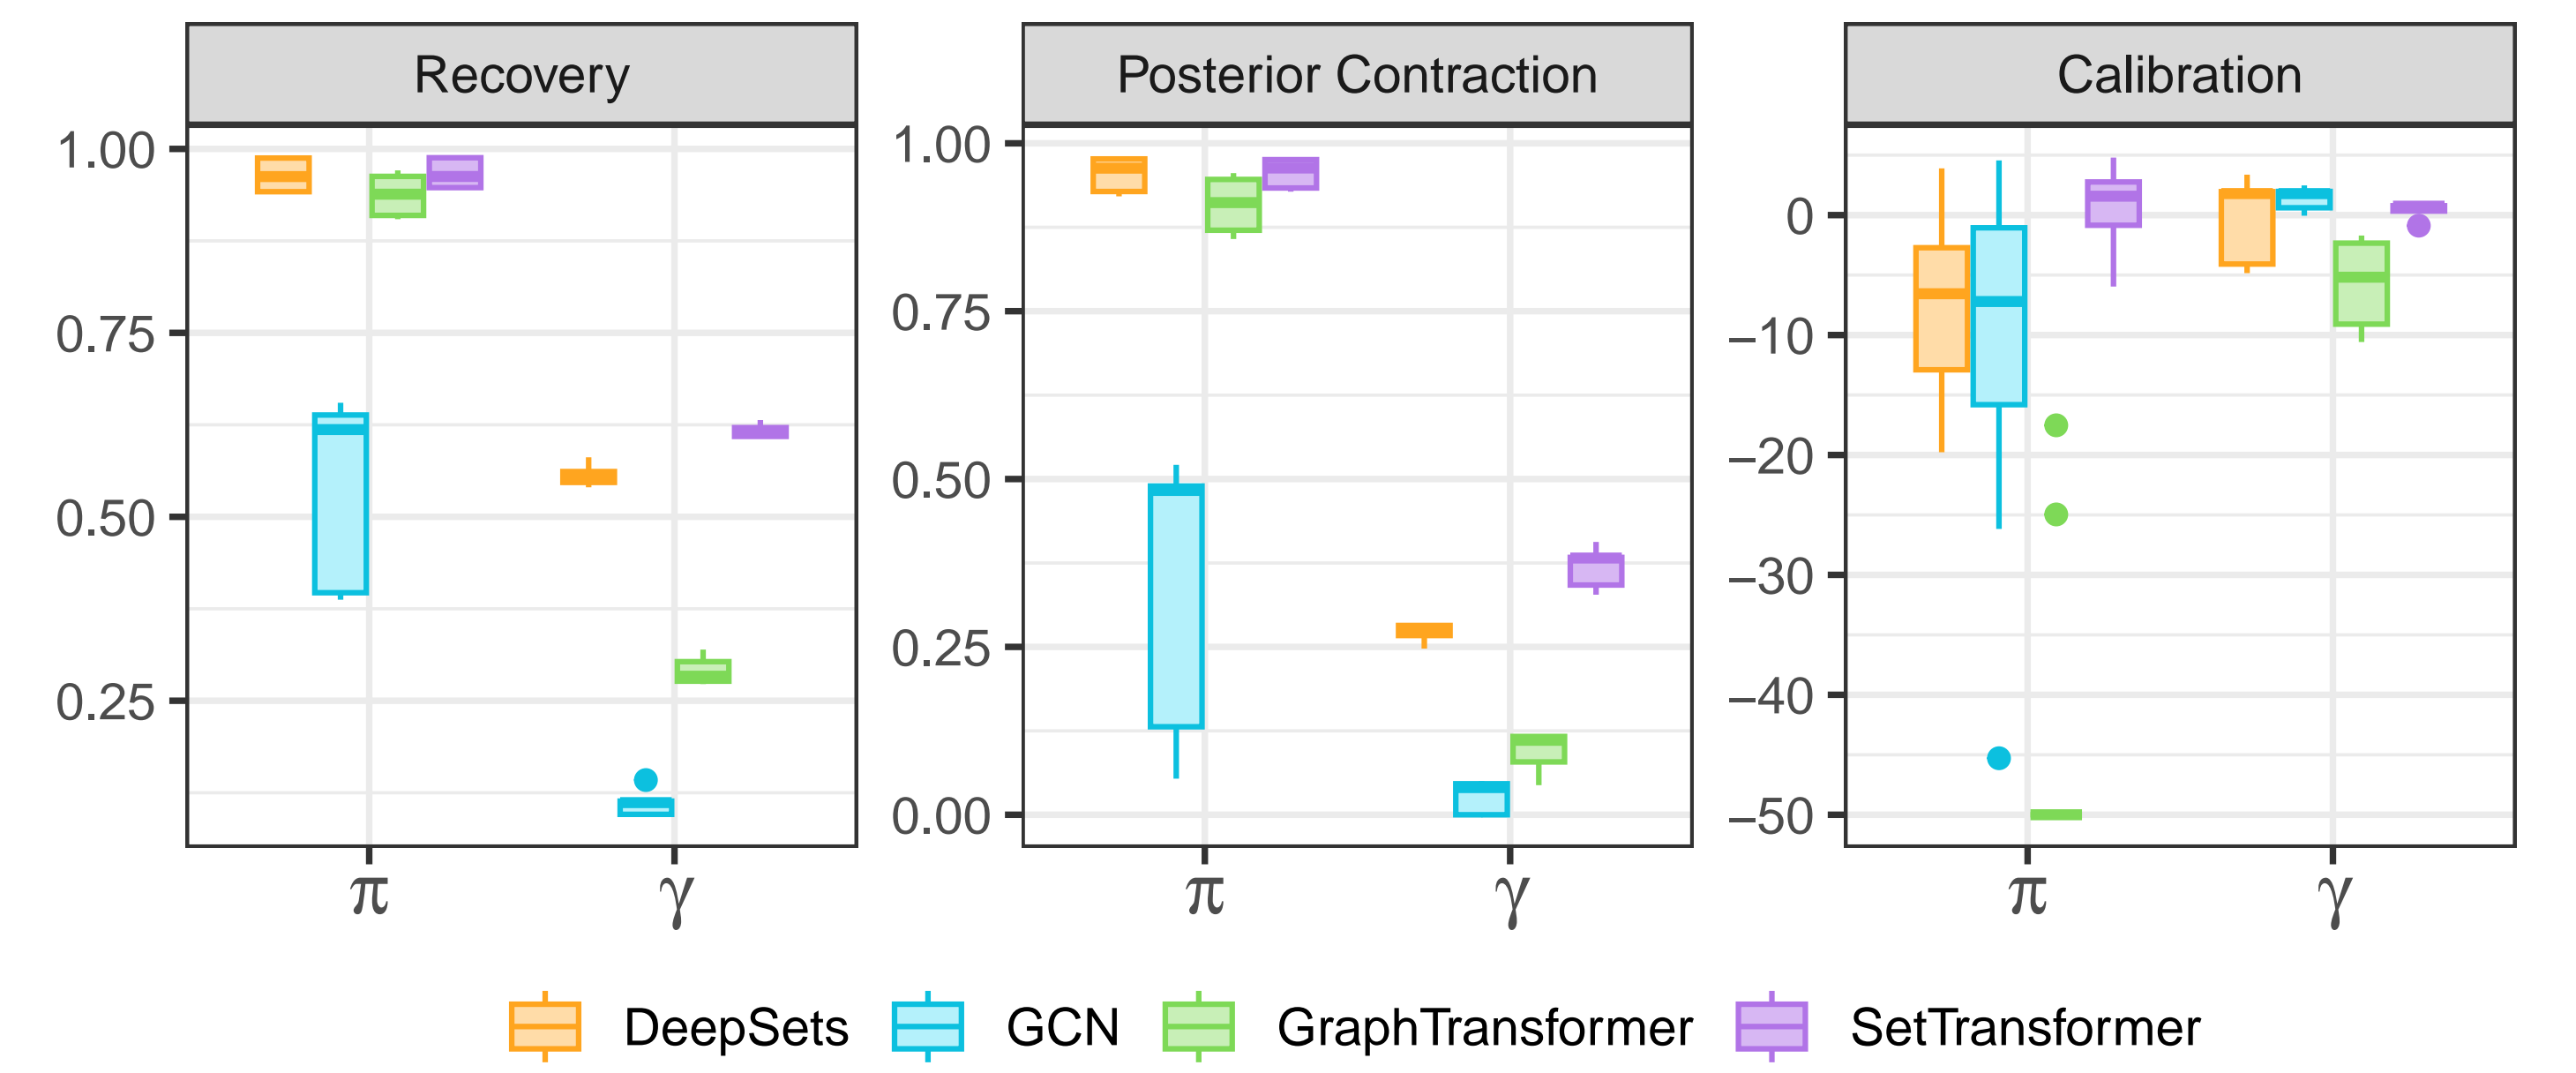 Recovery
Posterior Contraction
Calibration
1.00
0.75
0.50
0.25
π
γ
1.00
0.75
0.50
0.25
0.00
π
γ
0
−10
−20
−30
−40
−50
π
γ
DeepSets
GCN
GraphTransformer
SetTransformer